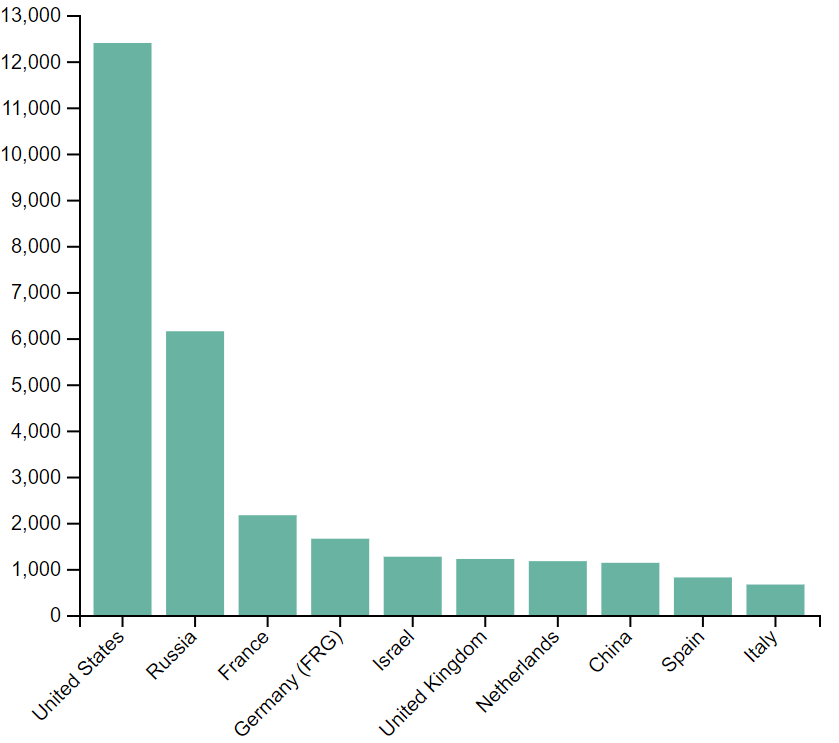 13,000
12,000
11,000
10,000
9,000
8,000
7,000
6,000
5,000
4,000
3,000
2,000
1,000
0
United States
Russia
France
Germany (FRG)
Israel
United Kingdom
Netherlands
China
Spain
Italy